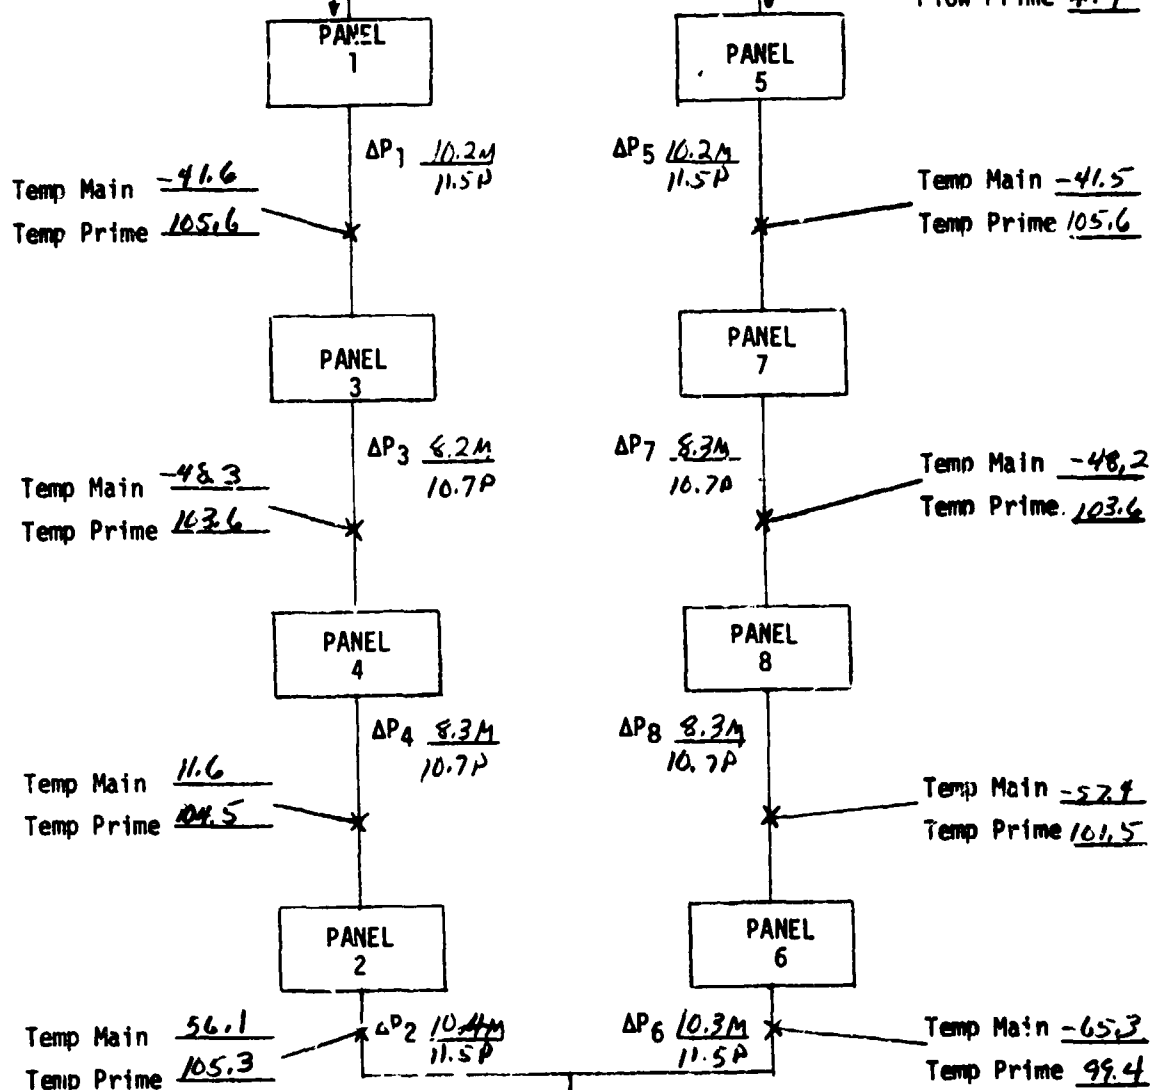 Flow Prime
PANEL
1
PANEL
5
ΔP1 10.2M
11.5P
ΔP5 10.2M
11.5P
Temp Main -41.6
Temp Prime 105.6
Temp Main -41.5
Temp Prime 105.6
PANEL
3
PANEL
7
ΔP3 8.2M
10.7P
ΔP7 8.3M
10.7P
Temp Main -48.3
Temp Prime 103.6
Temp Main -48.2
Temp Prime. 103.6
PANEL
4
PANEL
8
ΔP4 8.3M
10.7P
ΔP8 8.3M
10.7P
Temp Main 11.6
Temp Prime 104.5
Temp Main -57.4
Temp Prime 101.5
PANEL
2
PANEL
6
ΔP2 10.4M
11.5P
ΔP6 10.3M
11.5P
Temp Main 56.1
Temp Prime 105.3
Temp Main -65.3
Temp Prime 99.4